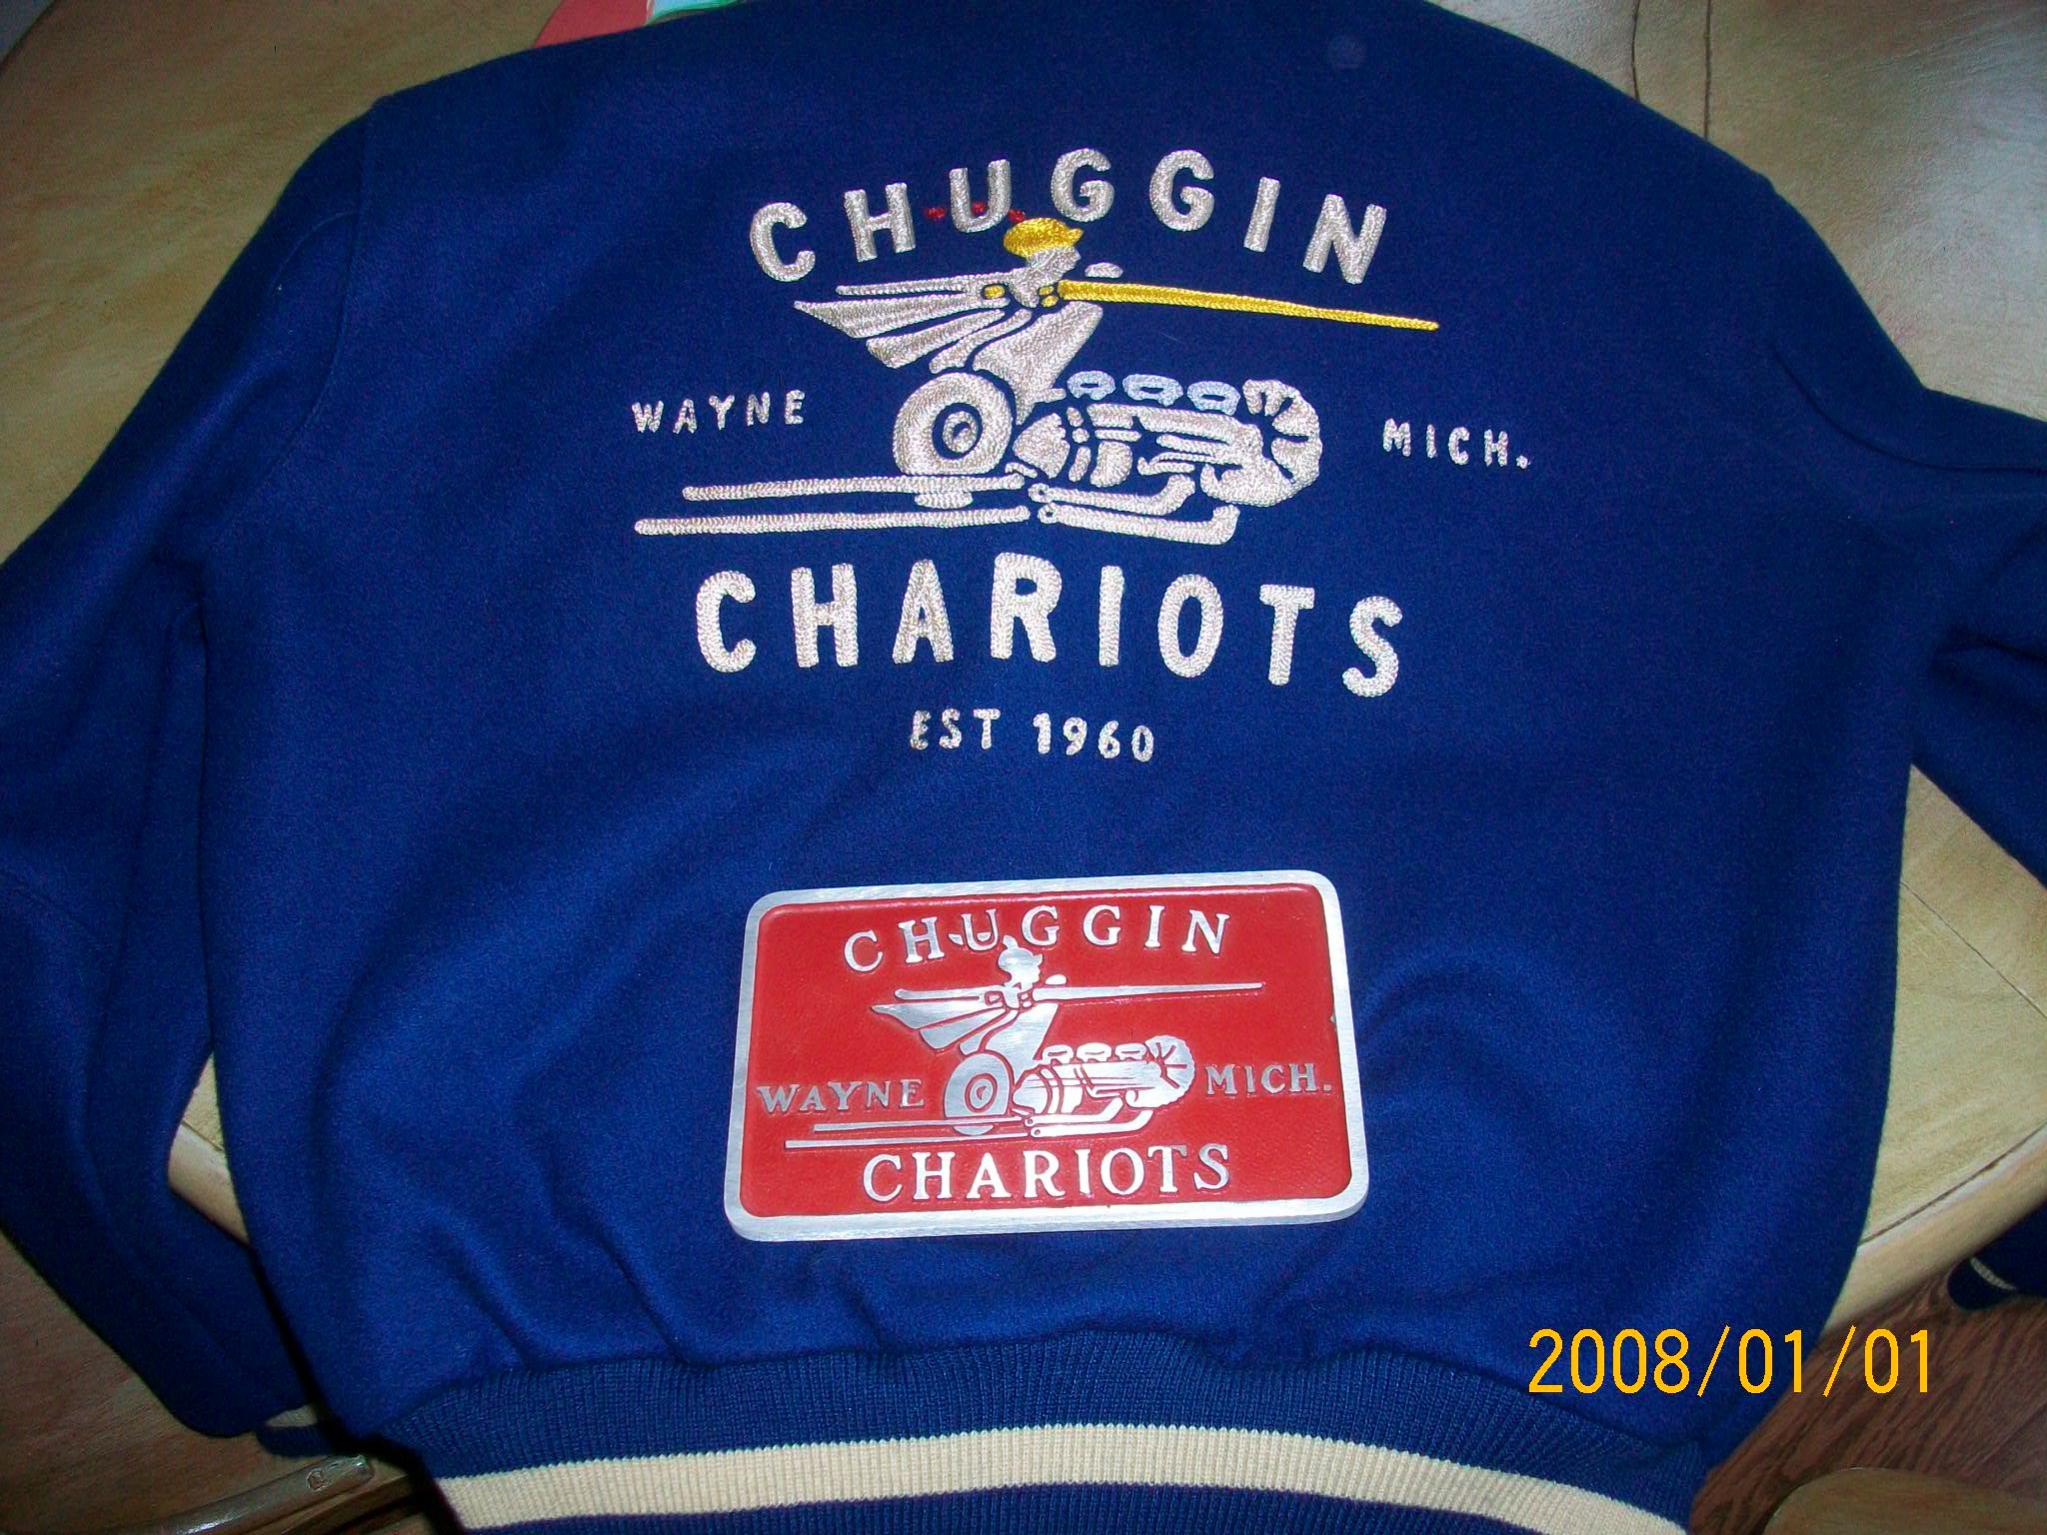 CHUGGIN
WAYNE MICH.
CHARIOTS
EST 1960
CHUGGIN
WAYNE MICH.
CHARIOTS
2008/01/01